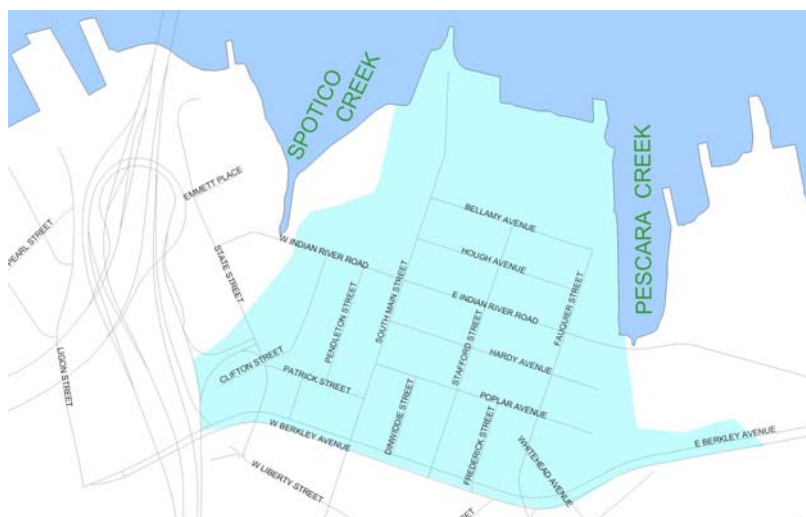 SPOTICO
CREEK
PESCARA CREEK
EMMETT PLACE
PEARL STREET
STATE STREET
BELLAMY AVENUE
W INDIAN RIVER ROAD
HOUGH AVENUE
SOUTH MAIN STREET
E INDIAN RIVER ROAD
FAUQUIER STREET
PENDLETON STREET
STAFFORD STREET
LIGON STREET
CLIFTON STREET
HARDY AVENUE
PATRICK STREET
POPLAR AVENUE
DINWIDDIE STREET
W BERKLEY AVENUE
FREDERICK STREET
E BERKLEY AVENUE
WHITEHEAD AVENUE
W LIBERTY STREET